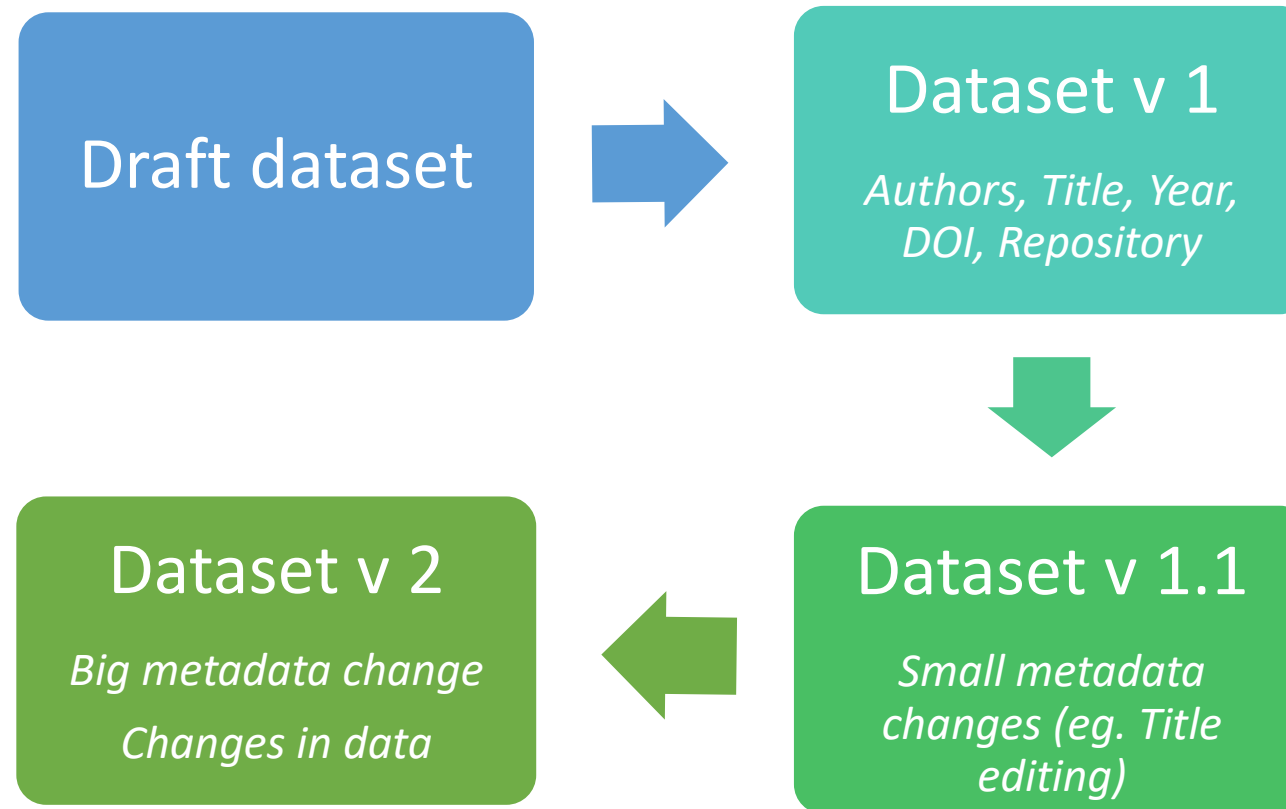 Draft dataset
Dataset v 1
Authors, Title, Year,
DOI, Repository
Dataset v 1.1
Small metadata
changes (eg. Title
editing)
Dataset v 2
Big metadata change
Changes in data